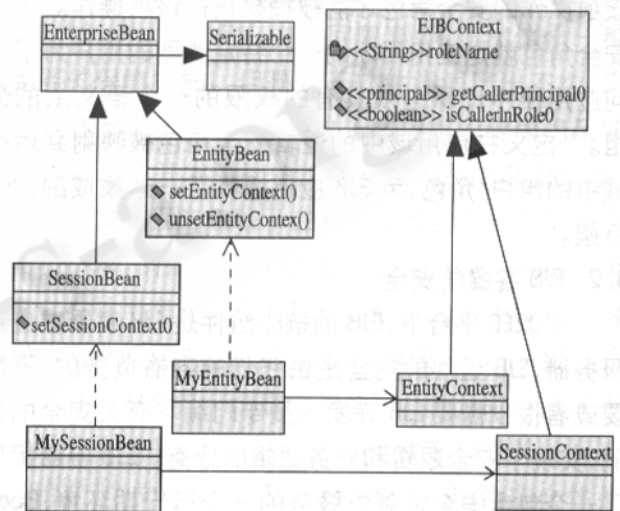 EnterpriseBean
Serializable
EJBContext
<<String>>roleName
<<principal>> getCallerPrincipal0
<<boolean>> isCallerInRole0
EntityBean
setEntityContext()
unsetEntityContex()
SessionBean
setSessionContext0
MyEntityBean
EntityContext
MySessionBean
SessionContext